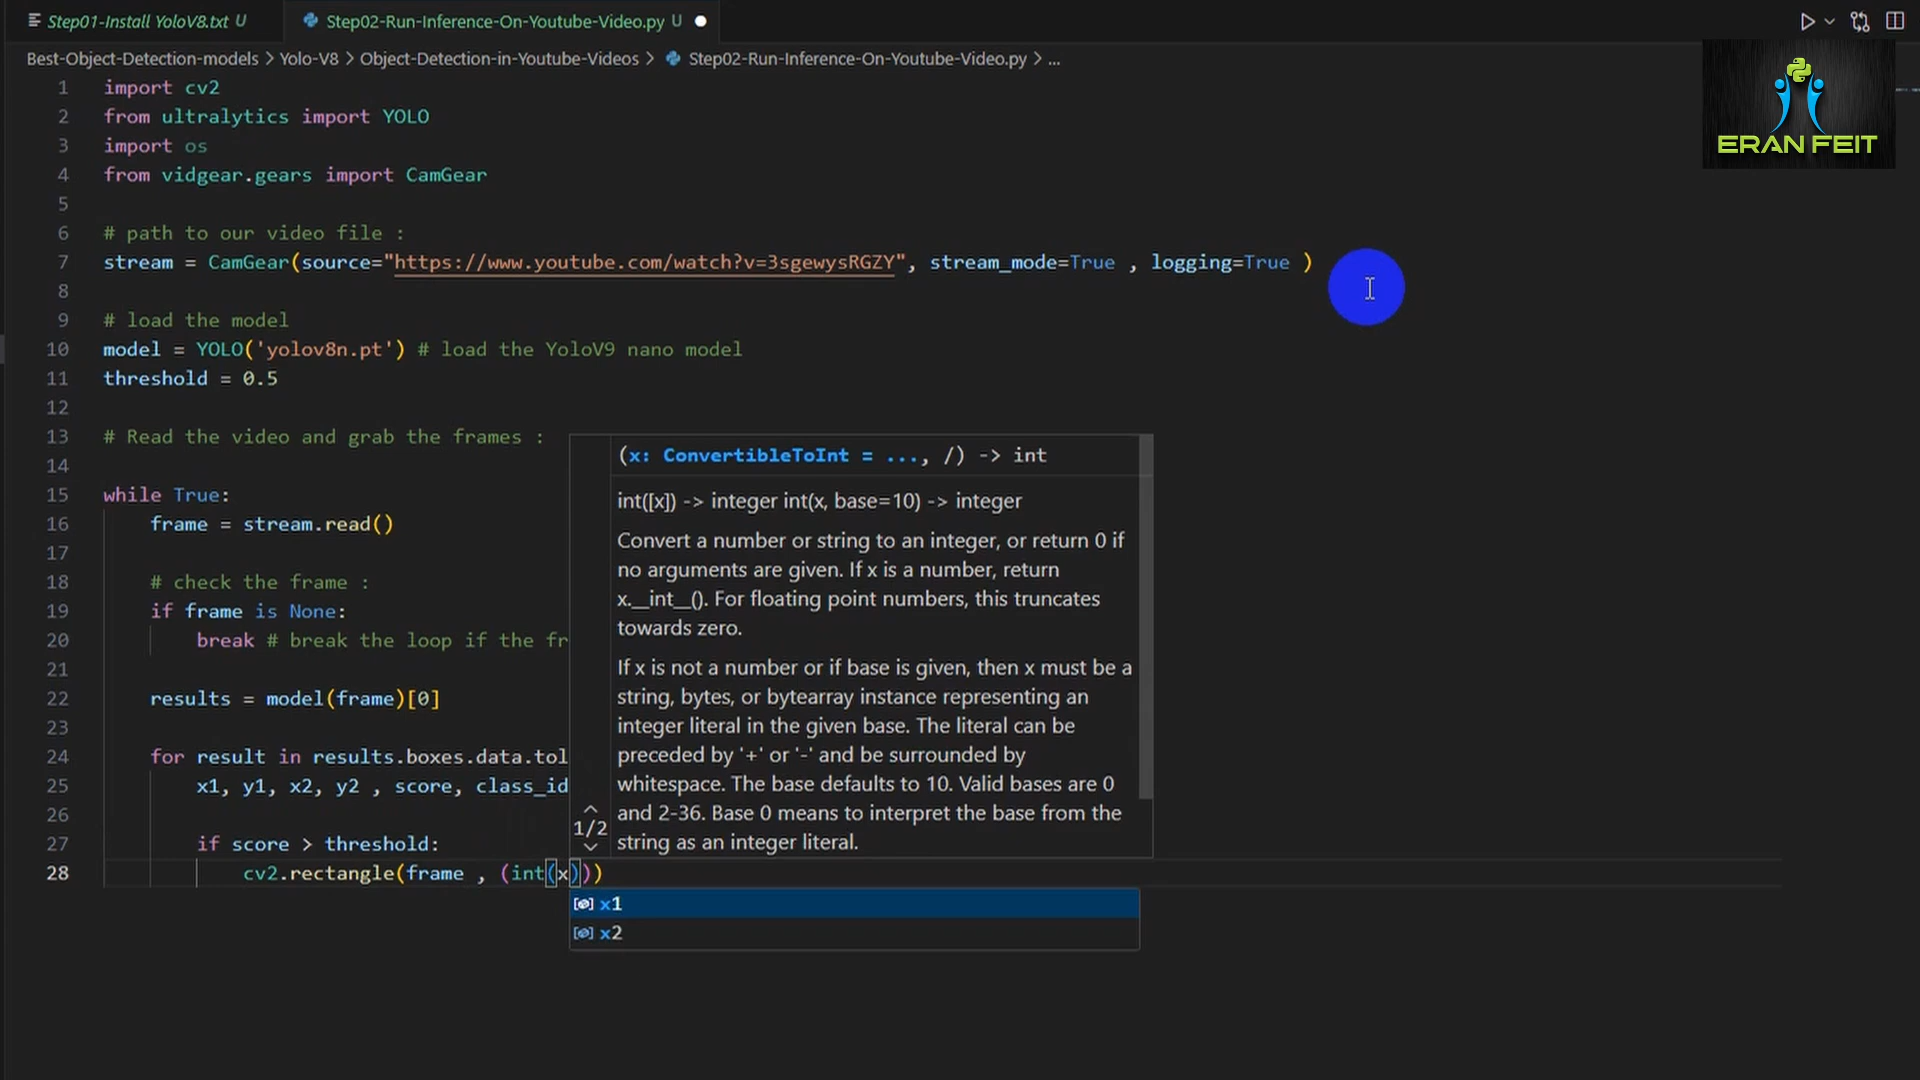 Step01-Install YoloV8.txt U
Step02-Run-Inference-On-Youtube-Video.py U
Best-Object-Detection-models > Yolo-V8 > Object-Detection-in-Youtube-Videos > Step02-Run-Inference-On-Youtube-Video.py > ...
ERAN FEIT
1 import cv2
2 from ultralytics import YOLO
3 import os
4 from vidgear.gears import CamGear
5
6 # path to our video file :
7 stream = CamGear(source="https://www.youtube.com/watch?v=3sgewysRGZY", stream_mode=True , logging=True )
8
9 # load the model
10 model = YOLO('yolov8n.pt') # load the YoloV9 nano model
11 threshold = 0.5
12
13 # Read the video and grab the frames :
14
15 while True:
16 frame = stream.read()
17
18 # check the frame :
19 if frame is None:
20 break # break the loop if the fr
21
22 results = model(frame)[0]
23
24 for result in results.boxes.data.tol
25 x1, y1, x2, y2 , score, class_id
26
27 if score > threshold:
28 cv2.rectangle(frame , (int(x)))
(x: ConvertibleToInt = ..., /) -> int
int([x]) -> integer int(x, base=10) -> integer
Convert a number or string to an integer, or return 0 if
no arguments are given. If x is a number, return
x.__int__(). For floating point numbers, this truncates
towards zero.
If x is not a number or if base is given, then x must be a
string, bytes, or bytearray instance representing an
integer literal in the given base. The literal can be
preceded by '+' or '-' and be surrounded by
whitespace. The base defaults to 10. Valid bases are 0
and 2-36. Base 0 means to interpret the base from the
string as an integer literal.
1/2
x1
x2